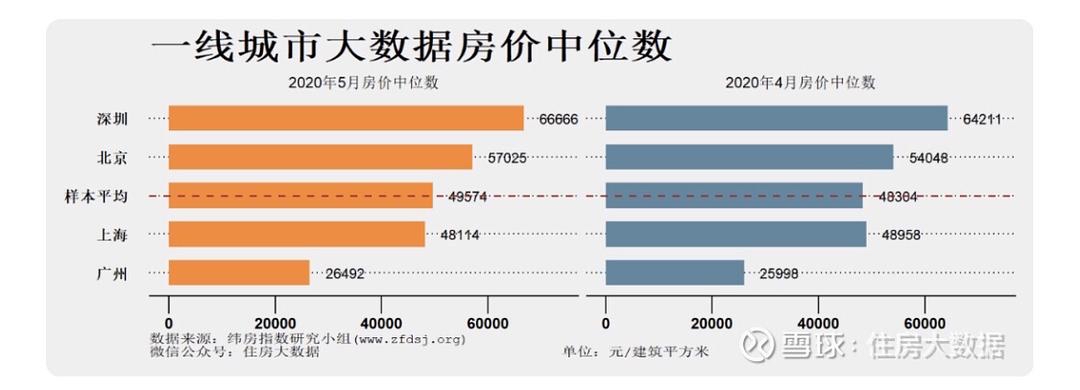 一线城市大数据房价中位数
2020年5月房价中位数
2020年4月房价中位数
深圳 66666 64211
北京 57025 54048
样本平均 49574 48304
上海 48114 48958
广州 26492 25998
0 20000 40000 60000 0 20000 40000 60000
数据来源：纬房指数研究小组(www.zfdsj.org)
微信公众号：住房大数据
单位：元/建筑平方米
雪球：住房大数据